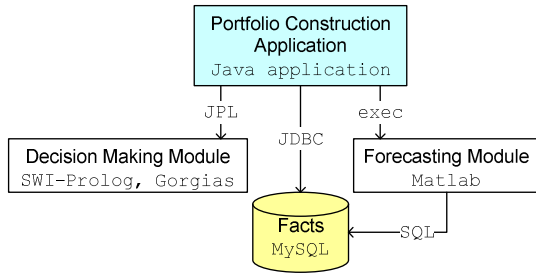 Portfolio Construction
Application
Java application
JPL
JDBC
exec
Decision Making Module
SWI-Prolog, Gorgias
Forecasting Module
Matlab
Facts
MySQL
SQL